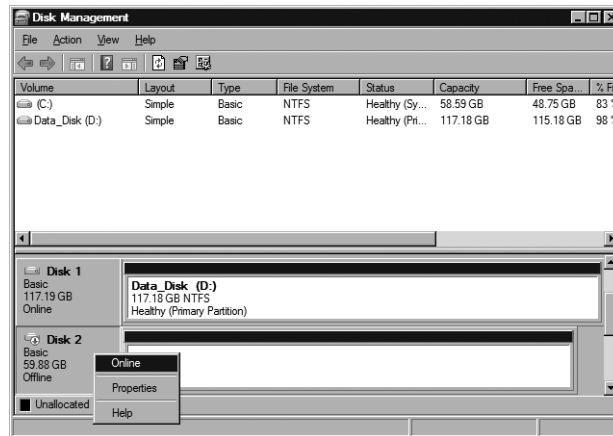 Disk Management
File Action View Help
Volume Layout Type File System Status Capacity Free Spa... % F
(C:) Simple Basic NTFS Healthy (Sy... 58.59 GB 48.75 GB 83
Data_Disk (D:) Simple Basic NTFS Healthy (Pri... 117.18 GB 115.18 GB 98
Disk 1
Basic
117.19 GB
Online
Data_Disk (D:)
117.18 GB NTFS
Healthy (Primary Partition)
Disk 2
Basic
59.88 GB
Offline
Online
Properties
Help
Unallocated